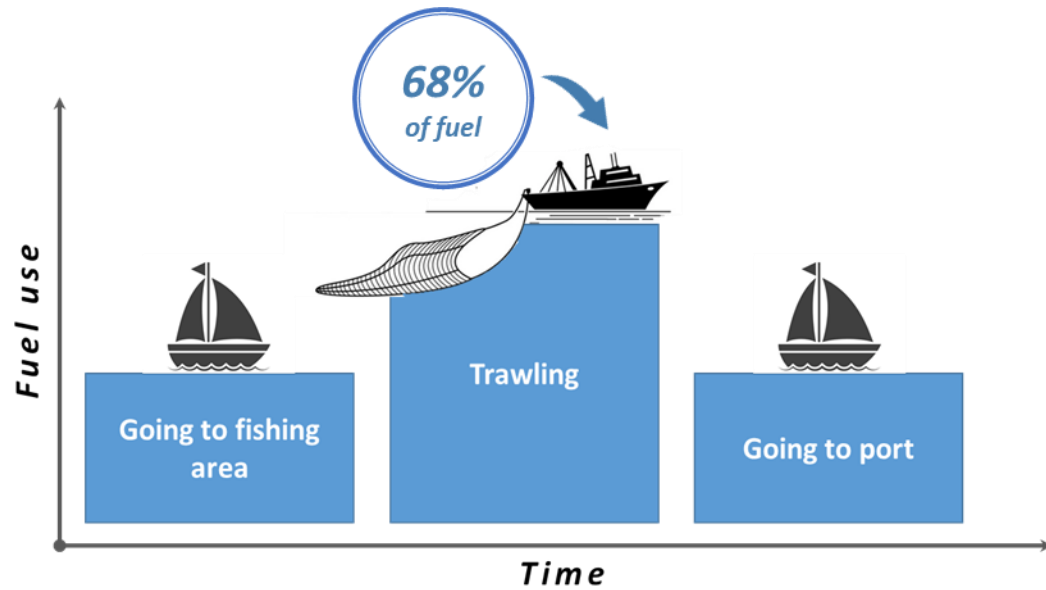 68%
of fuel
Fuel use
Going to fishing
area
Trawling
Going to port
Time